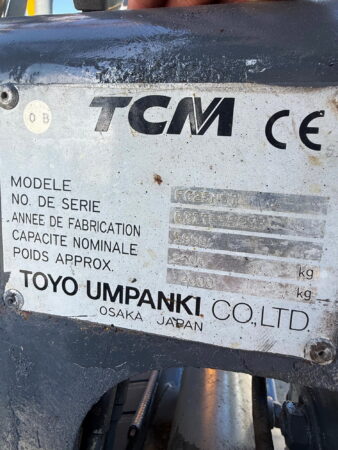 O B
TCM CE
MODELE
NO. DE SERIE
ANNEE DE FABRICATION
CAPACITE NOMINALE kg
POIDS APPROX. kg
TOYO UMPANKI CO.,LTD.
OSAKA JAPAN